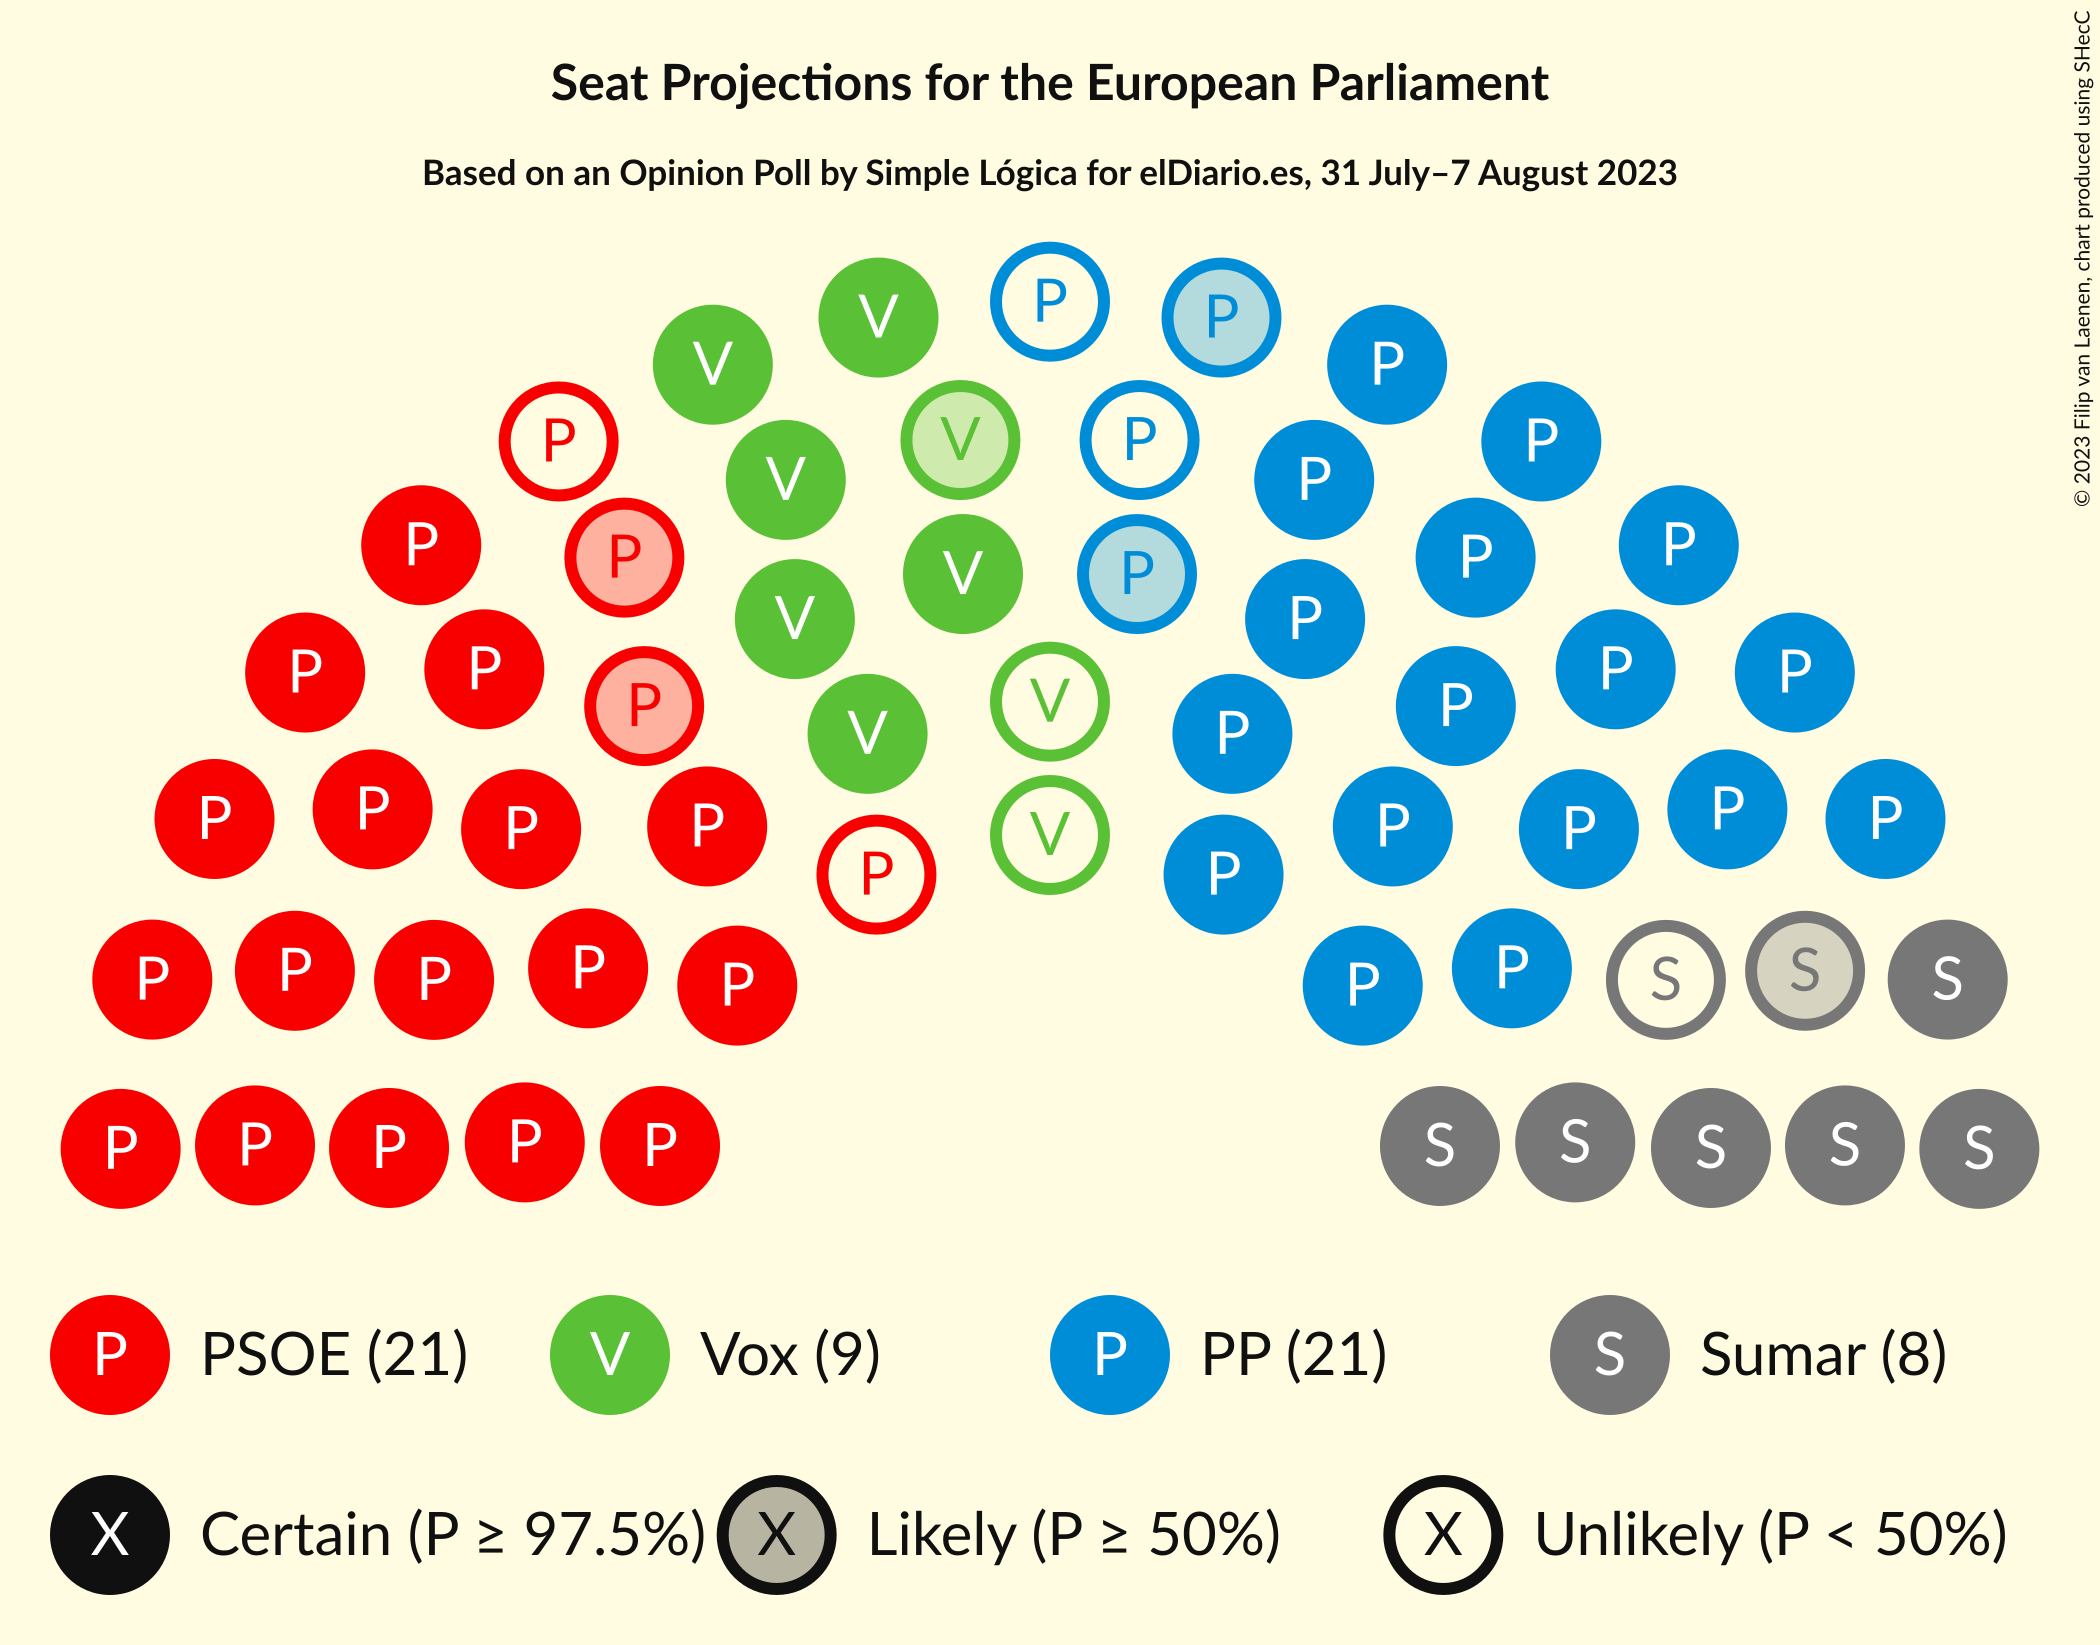 Seat Projections for the European Parliament
Based on an Opinion Poll by Simple Lógica for elDiario.es, 31 July–7 August 2023
© 2023 Filip van Laenen, chart produced using SHecC
P
V P
V P
P V P
V P P
P V P
P P P
V P
P V P
P P P P
V
P P
V P
P P P P
P P P P
V
P P
P P P P
P P P P P P S S S
P P P P P S S S S S
P PSOE (21) V Vox (9) P PP (21) S Sumar (8)
X Certain (P ≥ 97.5%) X Likely (P ≥ 50%) X Unlikely (P < 50%)